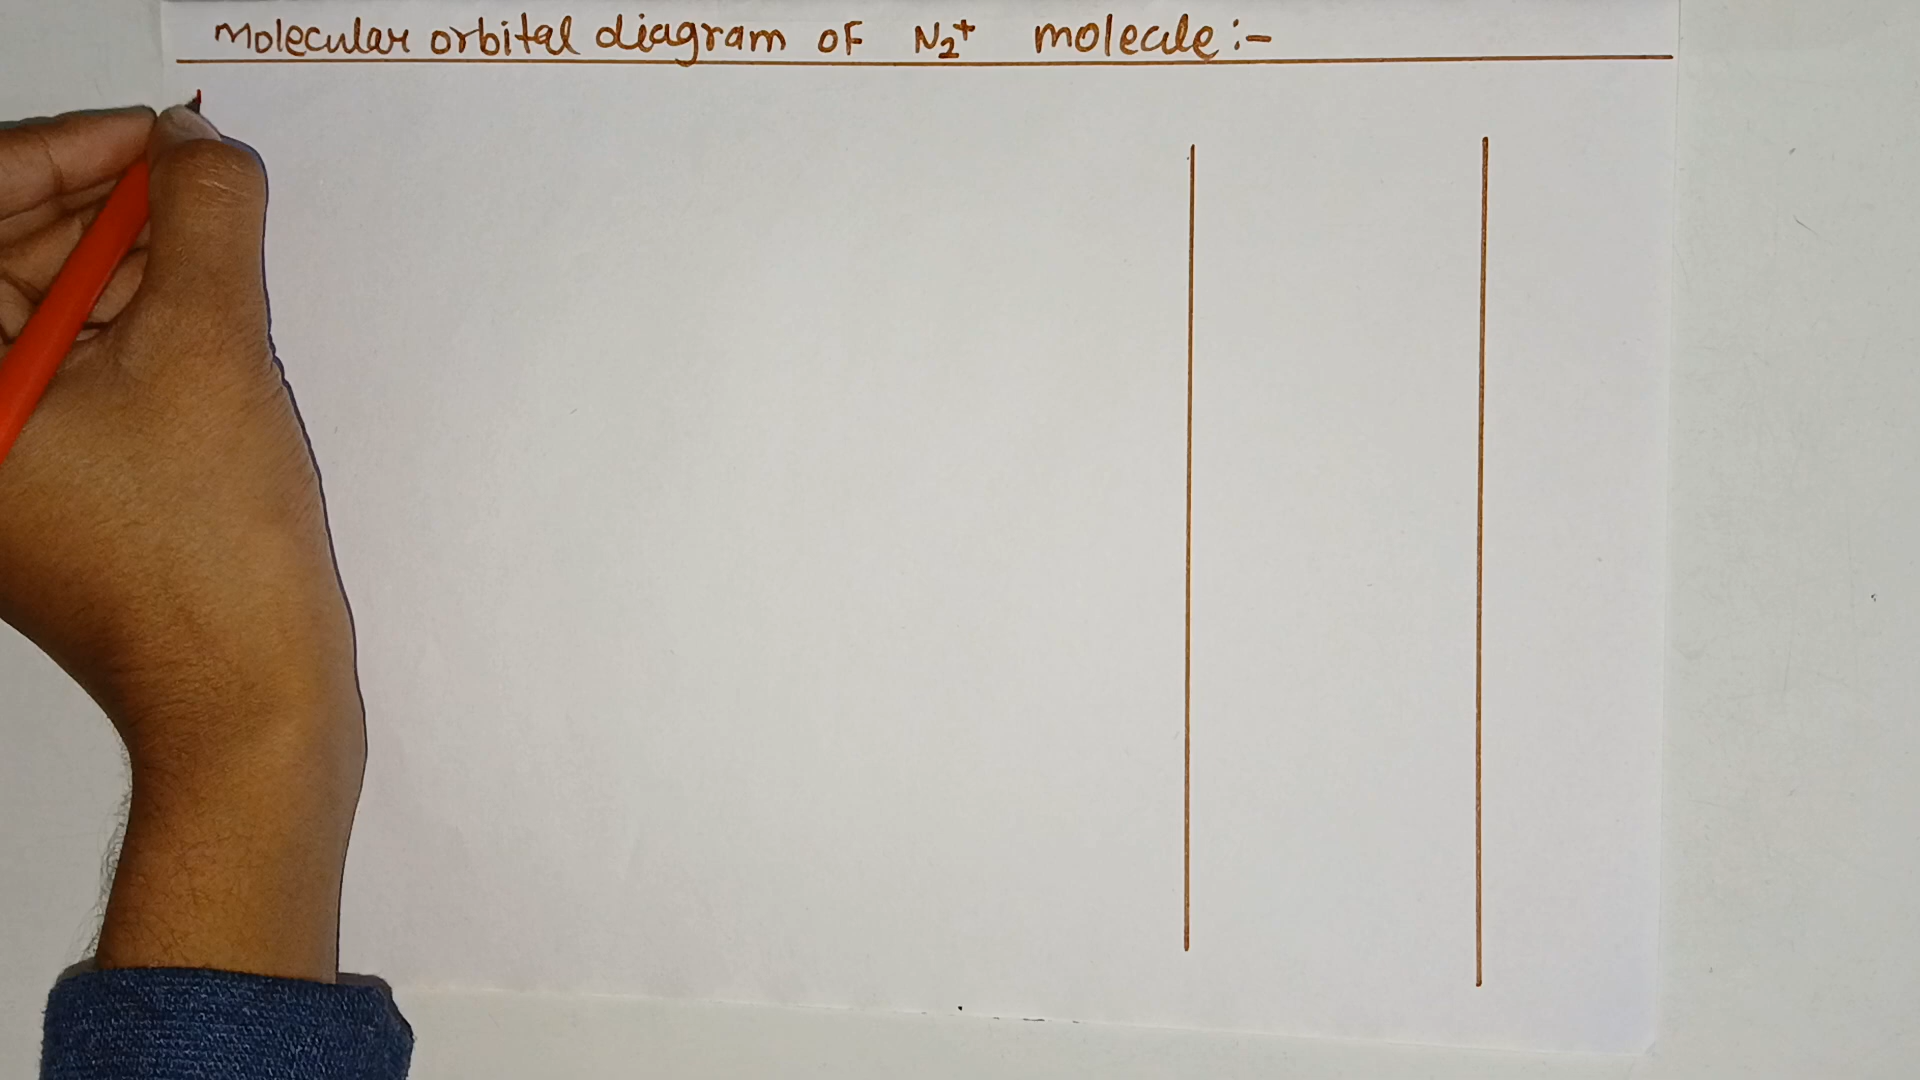 Molecular orbital diagram of N₂⁺ molecule :-